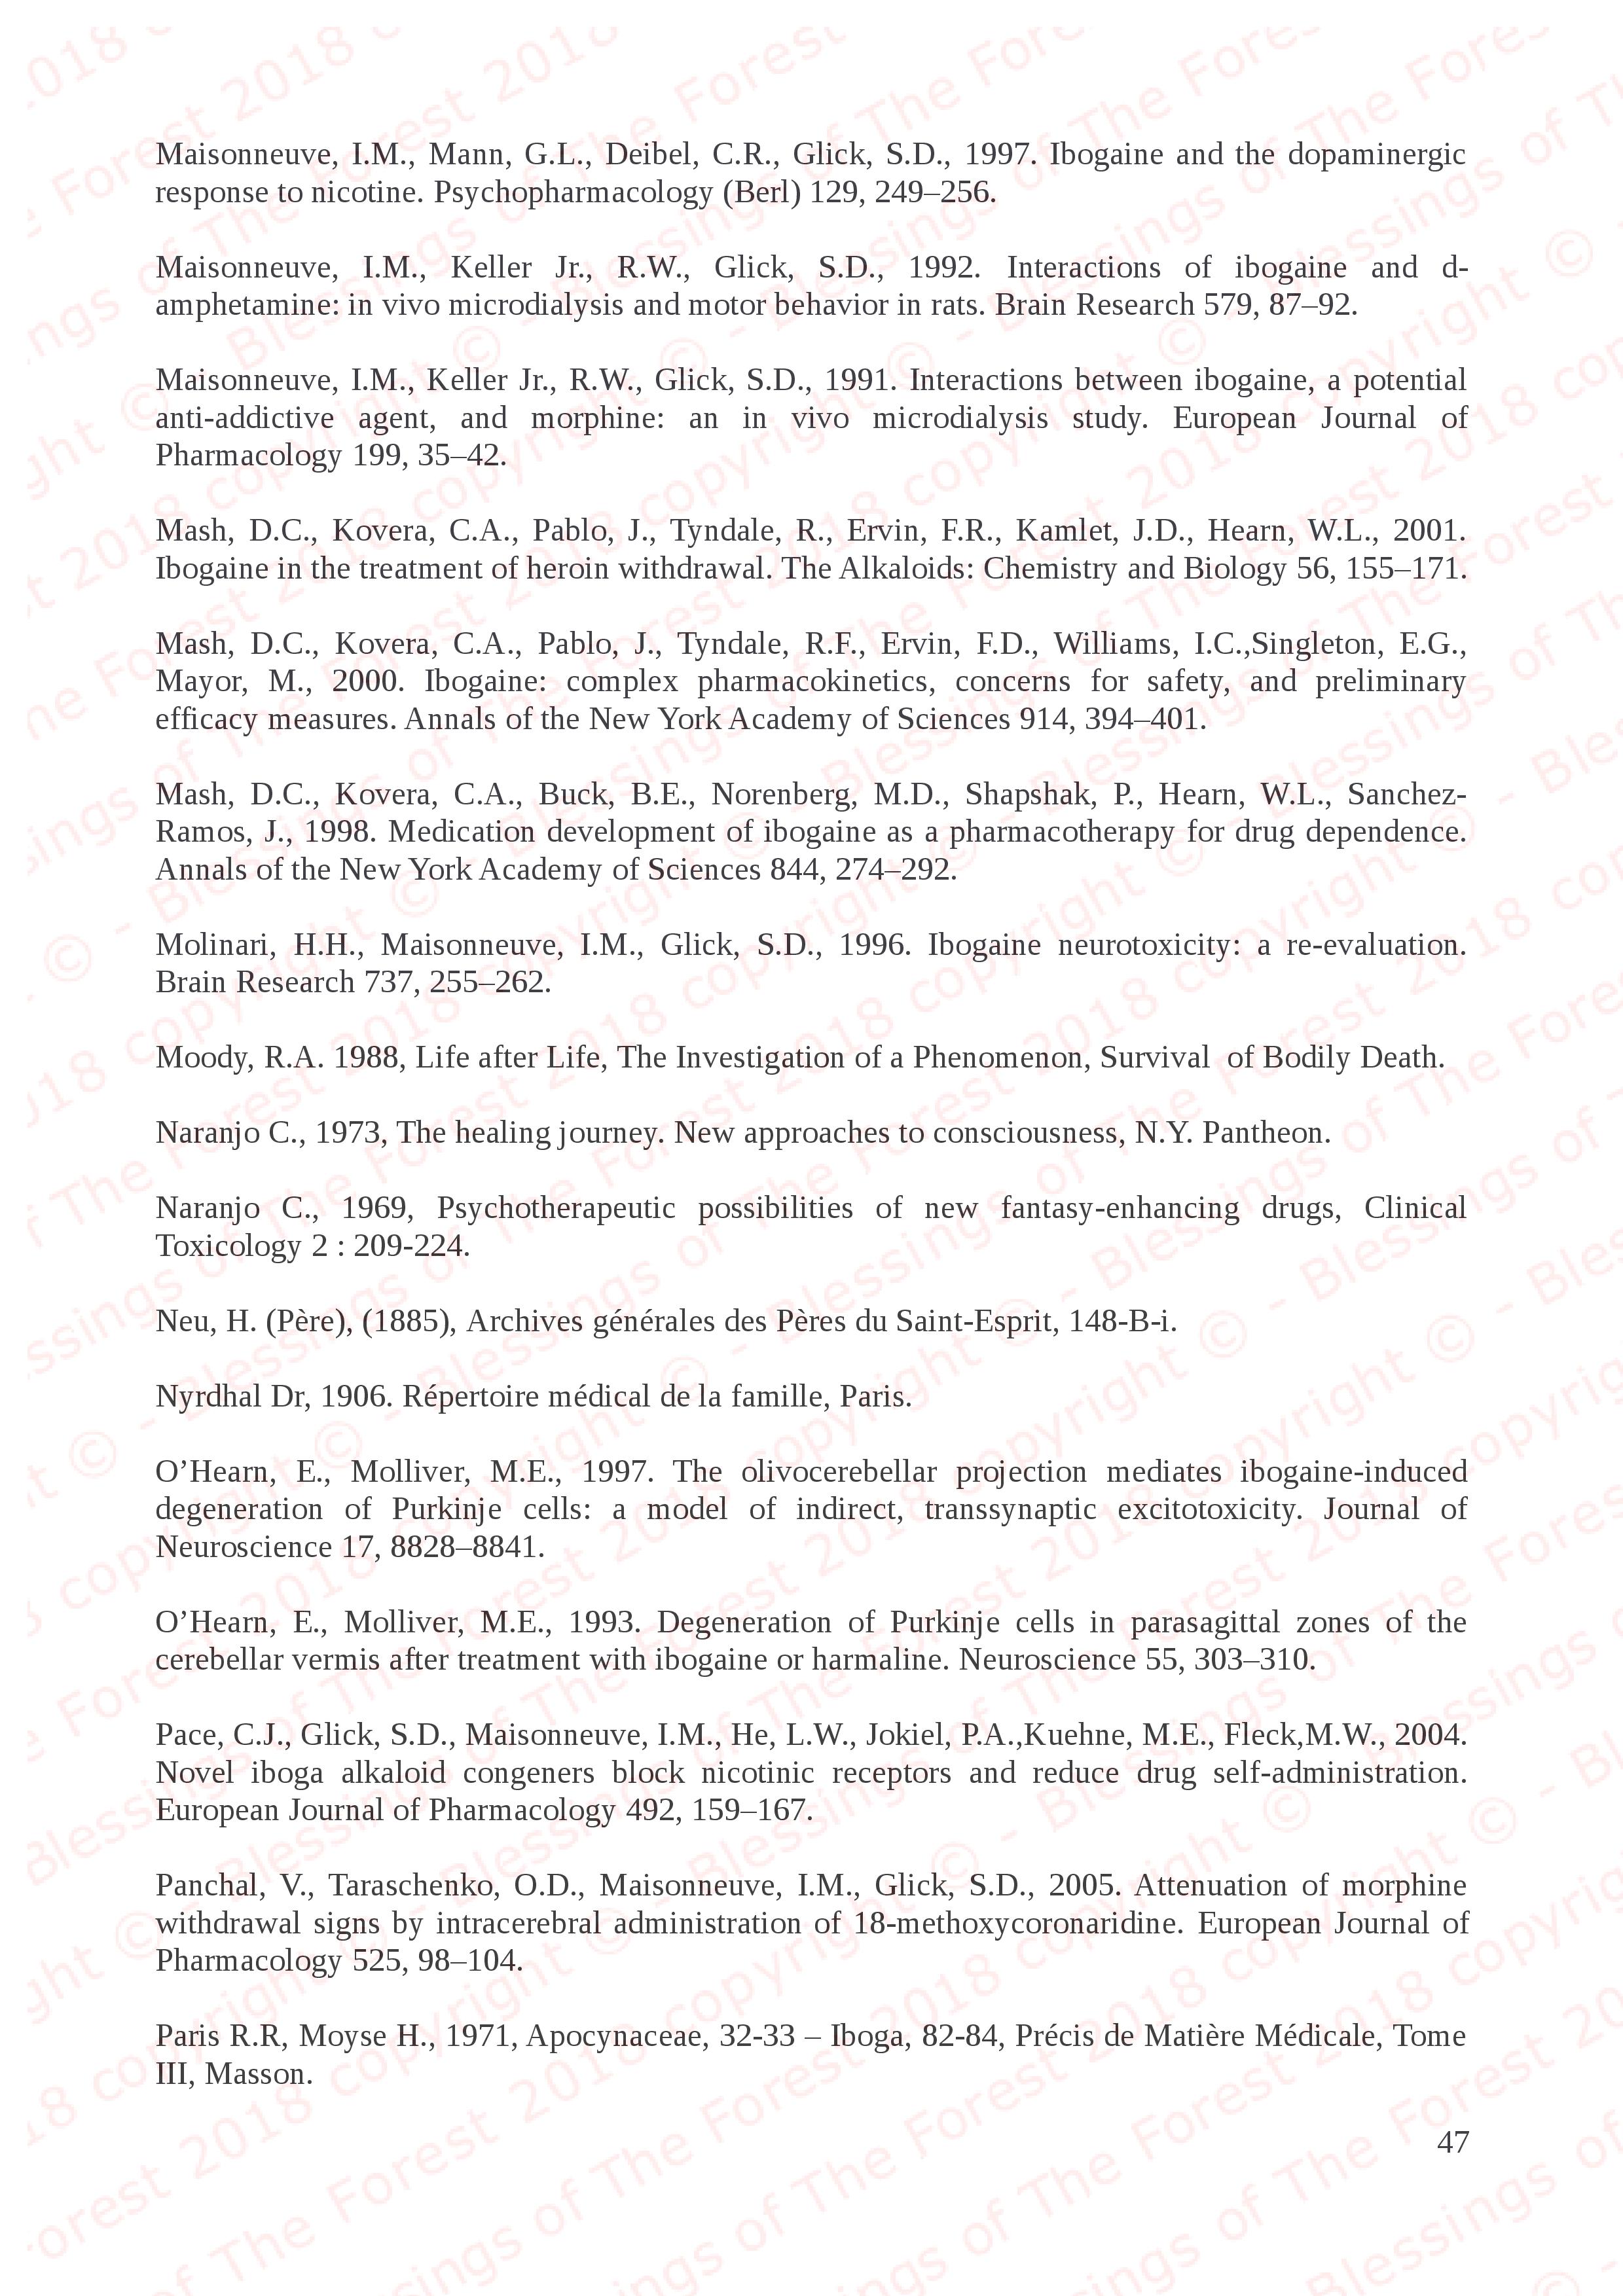 Maisonneuve, I.M., Mann, G.L., Deibel, C.R., Glick, S.D., 1997. Ibogaine and the dopaminergic
response to nicotine. Psychopharmacology (Berl) 129, 249–256.
Maisonneuve, I.M., Keller Jr., R.W., Glick, S.D., 1992. Interactions of ibogaine and d-
amphetamine: in vivo microdialysis and motor behavior in rats. Brain Research 579, 87–92.
Maisonneuve, I.M., Keller Jr., R.W., Glick, S.D., 1991. Interactions between ibogaine, a potential
anti-addictive agent, and morphine: an in vivo microdialysis study. European Journal of
Pharmacology 199, 35–42.
Mash, D.C., Kovera, C.A., Pablo, J., Tyndale, R., Ervin, F.R., Kamlet, J.D., Hearn, W.L., 2001.
Ibogaine in the treatment of heroin withdrawal. The Alkaloids: Chemistry and Biology 56, 155–171.
Mash, D.C., Kovera, C.A., Pablo, J., Tyndale, R.F., Ervin, F.D., Williams, I.C.,Singleton, E.G.,
Mayor, M., 2000. Ibogaine: complex pharmacokinetics, concerns for safety, and preliminary
efficacy measures. Annals of the New York Academy of Sciences 914, 394–401.
Mash, D.C., Kovera, C.A., Buck, B.E., Norenberg, M.D., Shapshak, P., Hearn, W.L., Sanchez-
Ramos, J., 1998. Medication development of ibogaine as a pharmacotherapy for drug dependence.
Annals of the New York Academy of Sciences 844, 274–292.
Molinari, H.H., Maisonneuve, I.M., Glick, S.D., 1996. Ibogaine neurotoxicity: a re-evaluation.
Brain Research 737, 255–262.
Moody, R.A. 1988, Life after Life, The Investigation of a Phenomenon, Survival  of Bodily Death.
Naranjo C., 1973, The healing journey. New approaches to consciousness, N.Y. Pantheon.
Naranjo C., 1969, Psychotherapeutic possibilities of new fantasy-enhancing drugs, Clinical
Toxicology 2 : 209-224.
Neu, H. (Père), (1885), Archives générales des Pères du Saint-Esprit, 148-B-i.
Nyrdhal Dr, 1906. Répertoire médical de la famille, Paris.
O’Hearn, E., Molliver, M.E., 1997. The olivocerebellar projection mediates ibogaine-induced
degeneration of Purkinje cells: a model of indirect, transsynaptic excitotoxicity. Journal of
Neuroscience 17, 8828–8841.
O’Hearn, E., Molliver, M.E., 1993. Degeneration of Purkinje cells in parasagittal zones of the
cerebellar vermis after treatment with ibogaine or harmaline. Neuroscience 55, 303–310.
Pace, C.J., Glick, S.D., Maisonneuve, I.M., He, L.W., Jokiel, P.A.,Kuehne, M.E., Fleck,M.W., 2004.
Novel iboga alkaloid congeners block nicotinic receptors and reduce drug self-administration.
European Journal of Pharmacology 492, 159–167.
Panchal, V., Taraschenko, O.D., Maisonneuve, I.M., Glick, S.D., 2005. Attenuation of morphine
withdrawal signs by intracerebral administration of 18-methoxycoronaridine. European Journal of
Pharmacology 525, 98–104.
Paris R.R, Moyse H., 1971, Apocynaceae, 32-33 – Iboga, 82-84, Précis de Matière Médicale, Tome
III, Masson.
47
Blessings of The Forest 2018 copyright © -